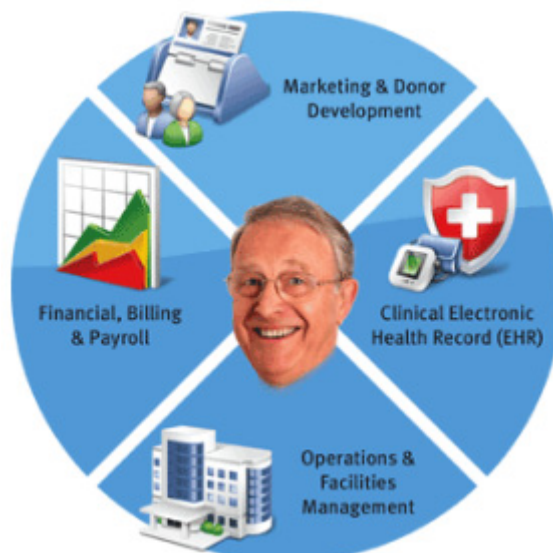 Marketing & Donor
Development
Financial, Billing
& Payroll
Clinical Electronic
Health Record (EHR)
Operations &
Facilities
Management